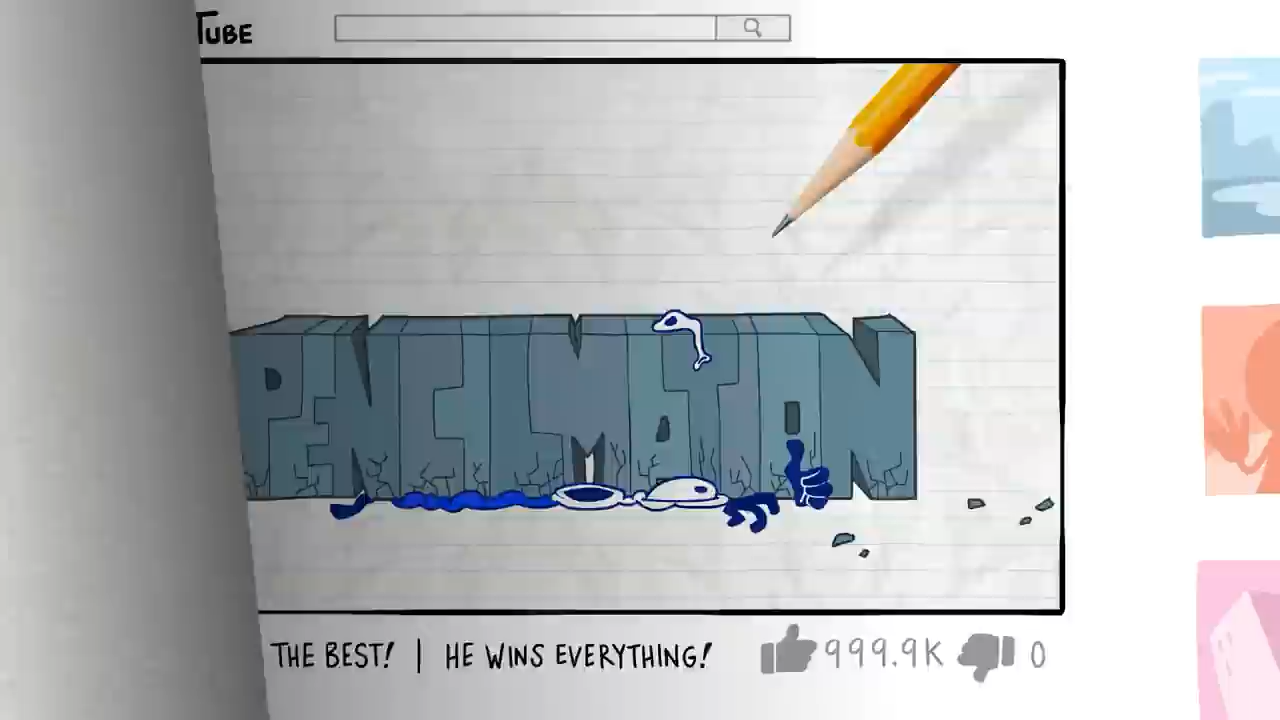 TUBE
PENCILMATION
THE BEST! | HE WINS EVERYTHING!
999.9K 0